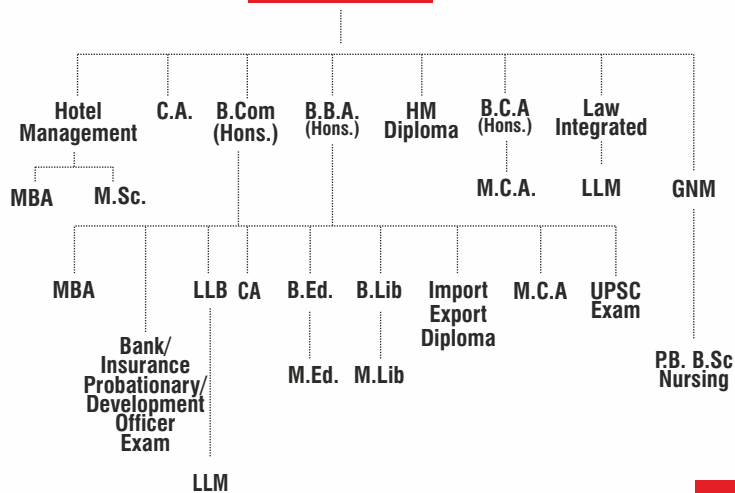 Hotel
Management
C.A.
B.Com
(Hons.)
B.B.A.
(Hons.)
HM
Diploma
B.C.A
(Hons.)
Law
Integrated
MBA
M.Sc.
M.C.A.
LLM
GNM
MBA
Bank/
Insurance
Probationary/
Development
Officer
Exam
LLB
CA
B.Ed.
B.Lib
Import
Export
Diploma
M.C.A
UPSC
Exam
M.Ed.
M.Lib
P.B. B.Sc
Nursing
LLM